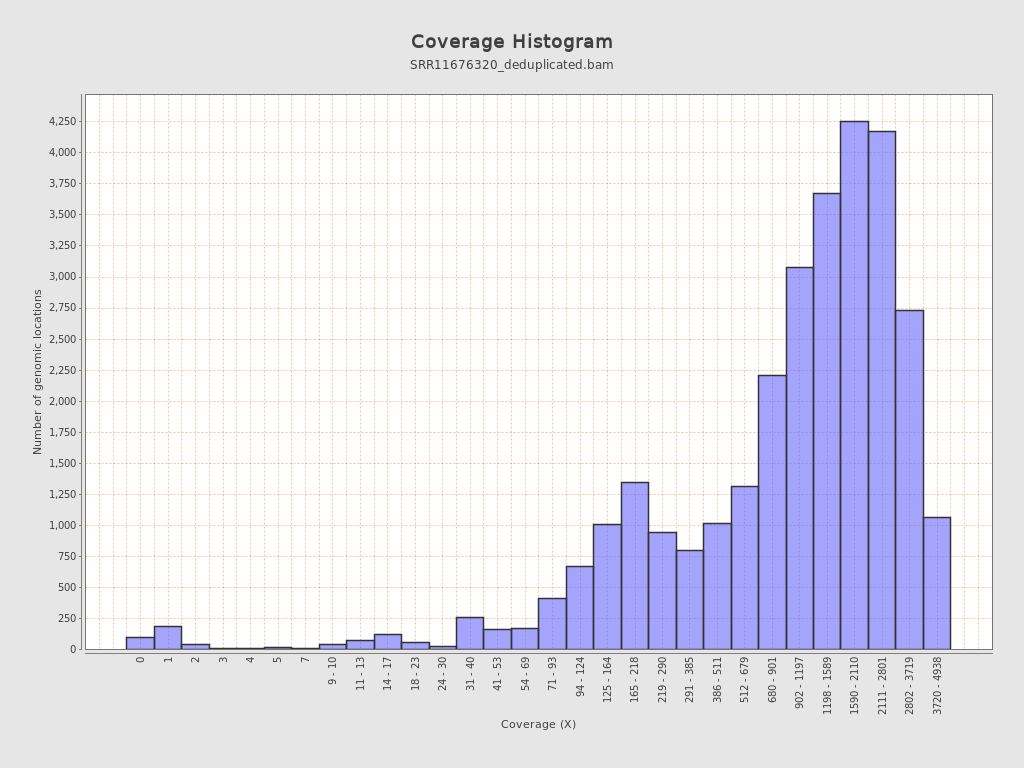 Coverage Histogram
SRR11676320_deduplicated.bam
Number of genomic locations
4,250
4,000
3,750
3,500
3,250
3,000
2,750
2,500
2,250
2,000
1,750
1,500
1,250
1,000
750
500
250
0
0
1
2
3
4
5
7
9 - 10
11 - 13
14 - 17
18 - 23
24 - 30
31 - 40
41 - 53
54 - 69
71 - 93
94 - 124
125 - 164
165 - 218
219 - 290
291 - 385
386 - 511
512 - 679
680 - 901
902 - 1197
1198 - 1589
1590 - 2110
2111 - 2801
2802 - 3719
3720 - 4938
Coverage (X)